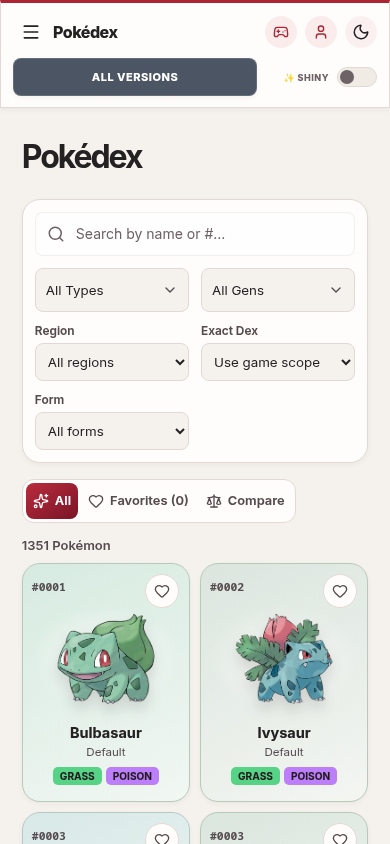 Pokédex
ALL VERSIONS
✨ SHINY
Pokédex
Search by name or #...
All Types
All Gens
Region
Exact Dex
All regions
Use game scope
Form
All forms
All
Favorites (0)
Compare
1351 Pokémon
#0001
#0002
Bulbasaur
Ivysaur
Default
Default
GRASS
POISON
GRASS
POISON
#0003
#0003